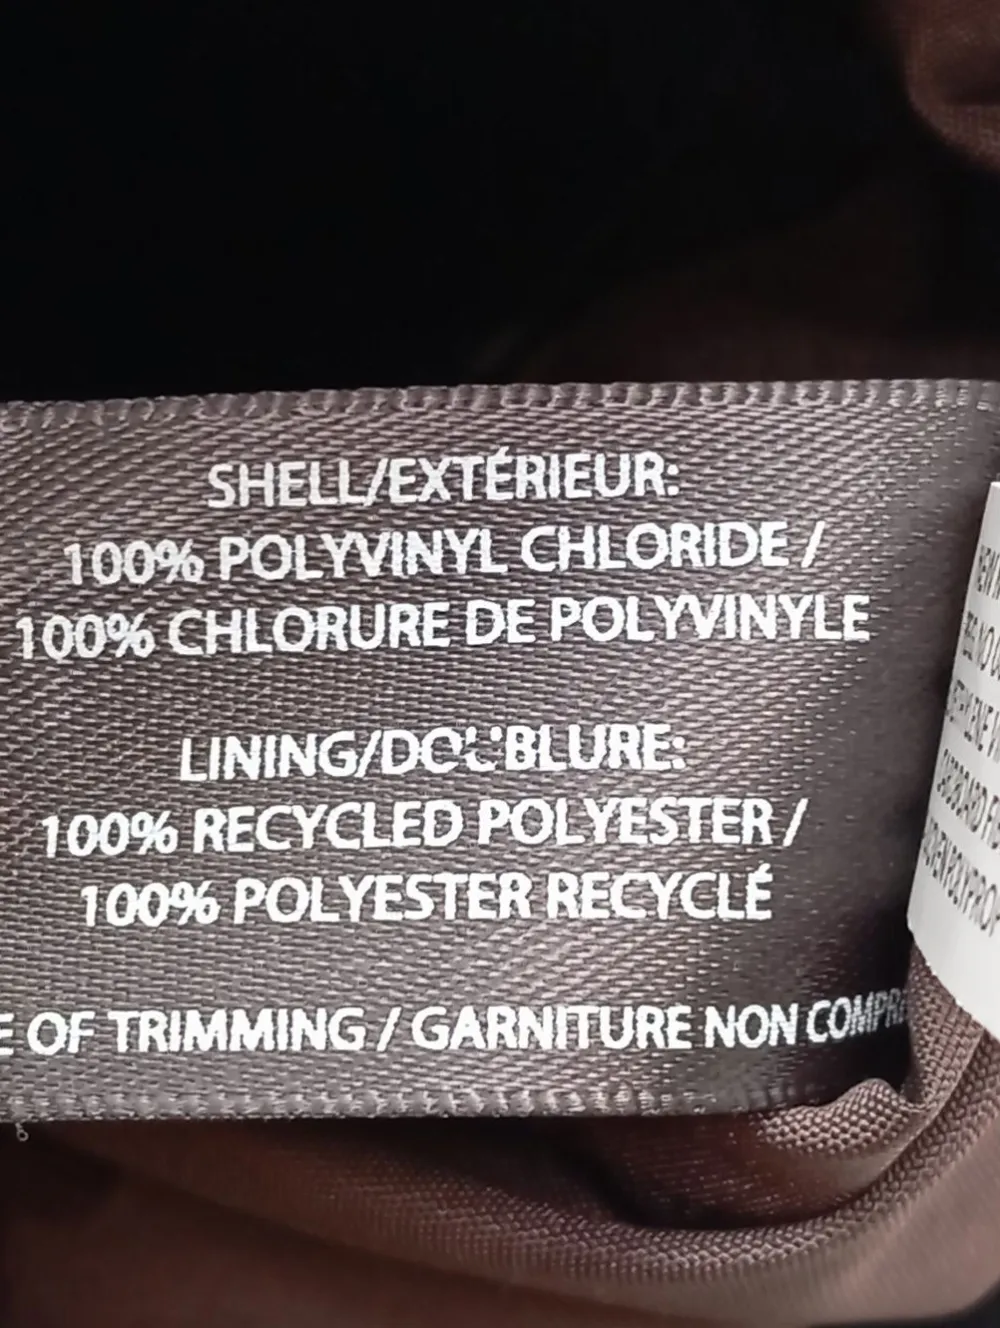 SHELL/EXTÉRIEUR:
100% POLYVINYL CHLORIDE /
100% CHLORURE DE POLYVINYLE
LINING/DOUBLURE:
100% RECYCLED POLYESTER /
100% POLYESTER RECYCLÉ
E OF TRIMMING / GARNITURE NON COMPR